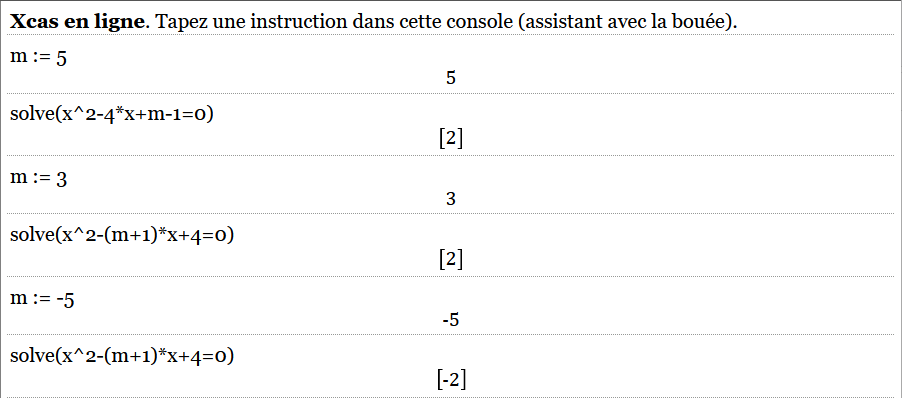 Xcas en ligne. Tapez une instruction dans cette console (assistant avec la bouée).
m := 5
5
solve(x^2-4*x+m-1=0)
[2]
m := 3
3
solve(x^2-(m+1)*x+4=0)
[2]
m := -5
-5
solve(x^2-(m+1)*x+4=0)
[-2]